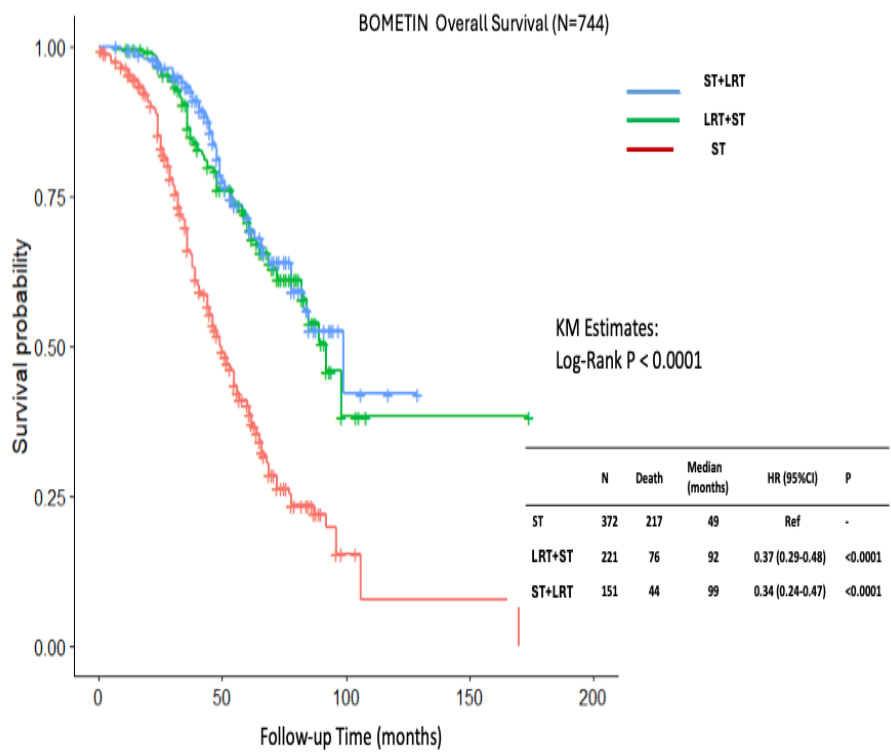 BOMETIN Overall Survival (N=744)
ST+LRT
LRT+ST
ST
Survival probability
1.00
0.75
0.50
0.25
0.00
KM Estimates:
Log-Rank P < 0.0001
N Death Median (months) HR (95%CI) P
ST 372 217 49 Ref -
LRT+ST 221 76 92 0.37 (0.29-0.48) <0.0001
ST+LRT 151 44 99 0.34 (0.24-0.47) <0.0001
0 50 100 150 200
Follow-up Time (months)